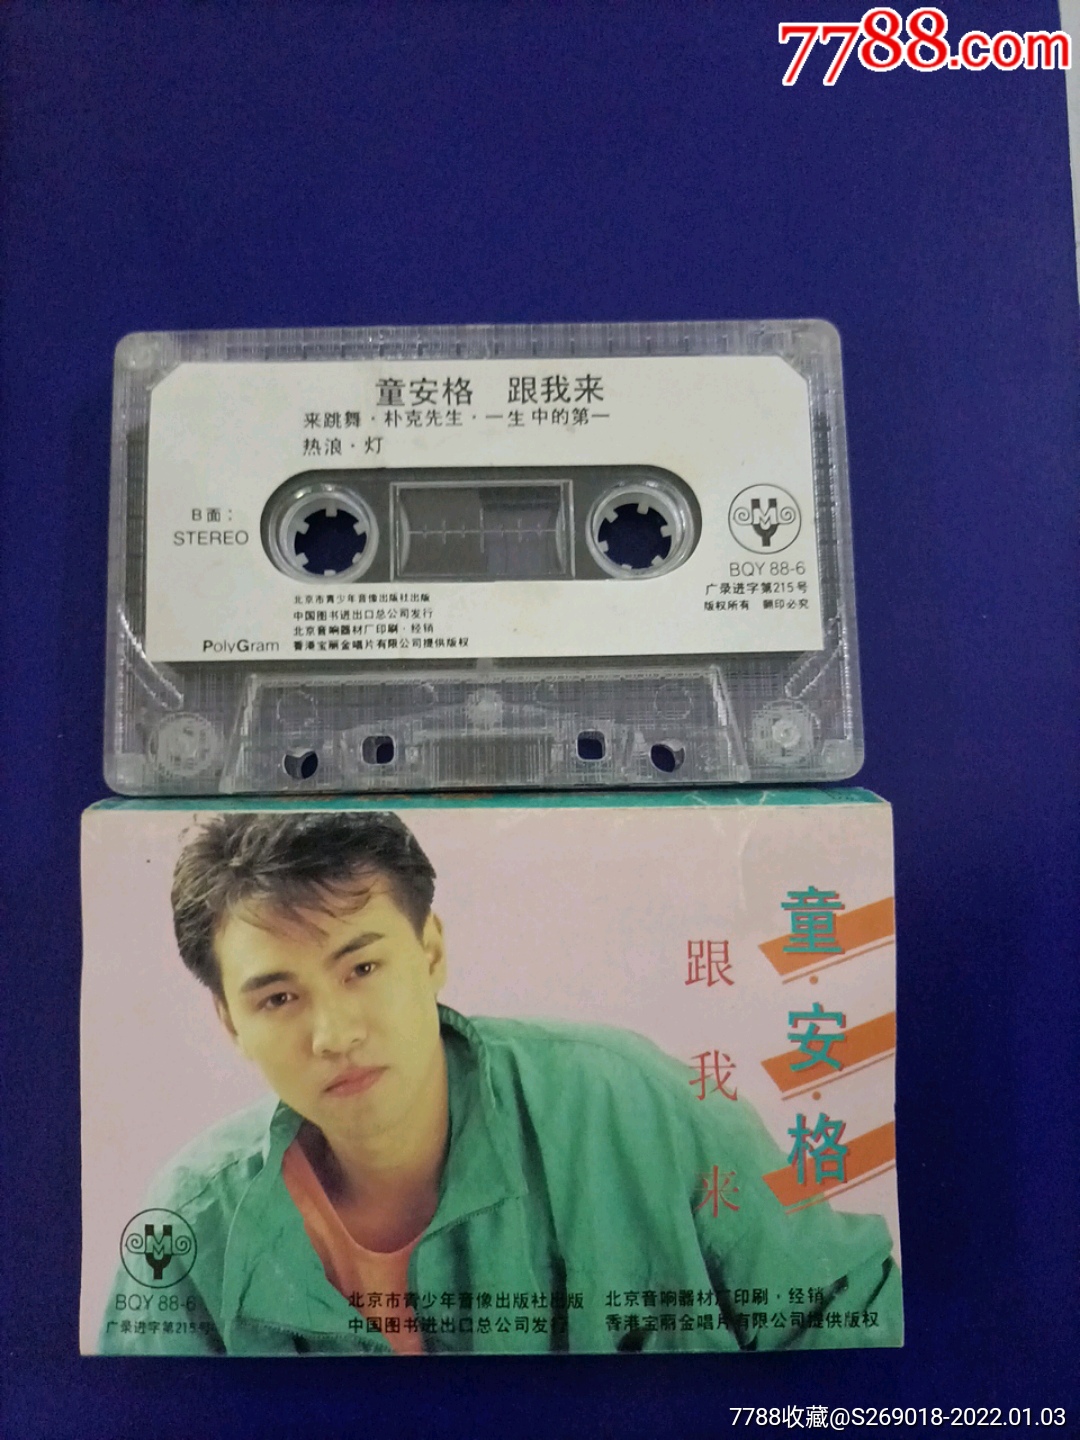 7788.com
童安格 跟我来
来跳舞·朴克先生·一生中的第一
热浪·灯
B面：
STEREO
BQY 88-6
广录进字第215号
版权所有 翻印必究
北京市青少年音像出版社出版
中国图书进出口总公司发行
北京音响器材厂印刷·经销
香港宝丽金唱片有限公司提供版权
PolyGram
童·安·格
跟我来
BQY 88-6
广录进字第215号
北京市青少年音像出版社出版 北京音响器材厂印刷·经销
中国图书进出口总公司发行 香港宝丽金唱片有限公司提供版权
7788收藏@S269018-2022.01.03